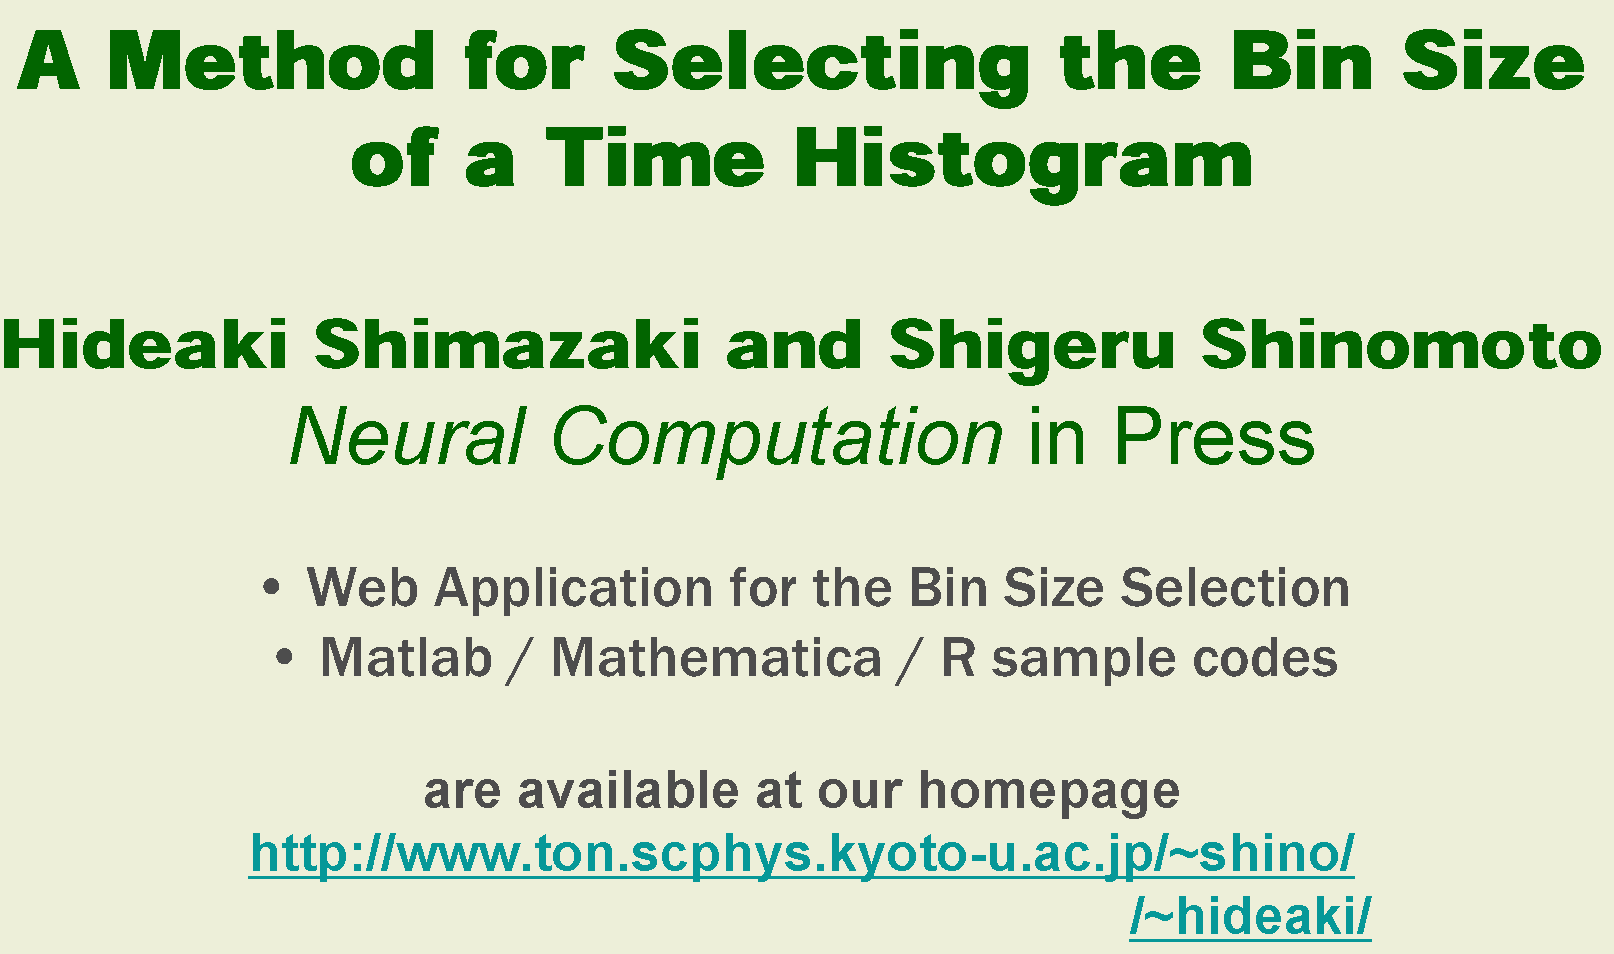 A Method for Selecting the Bin Size
of a Time Histogram
Hideaki Shimazaki and Shigeru Shinomoto
Neural Computation in Press
• Web Application for the Bin Size Selection
• Matlab / Mathematica / R sample codes
are available at our homepage
http://www.ton.scphys.kyoto-u.ac.jp/~shino/
/~hideaki/